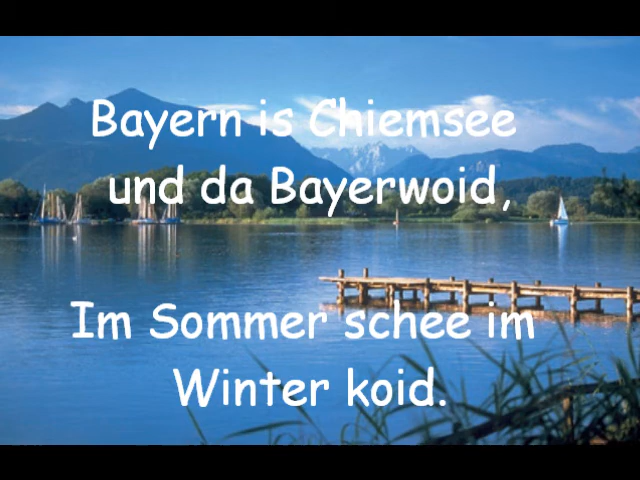 Bayern is Chiemsee
und da Bayerwoid,
Im Sommer schee im
Winter koid.